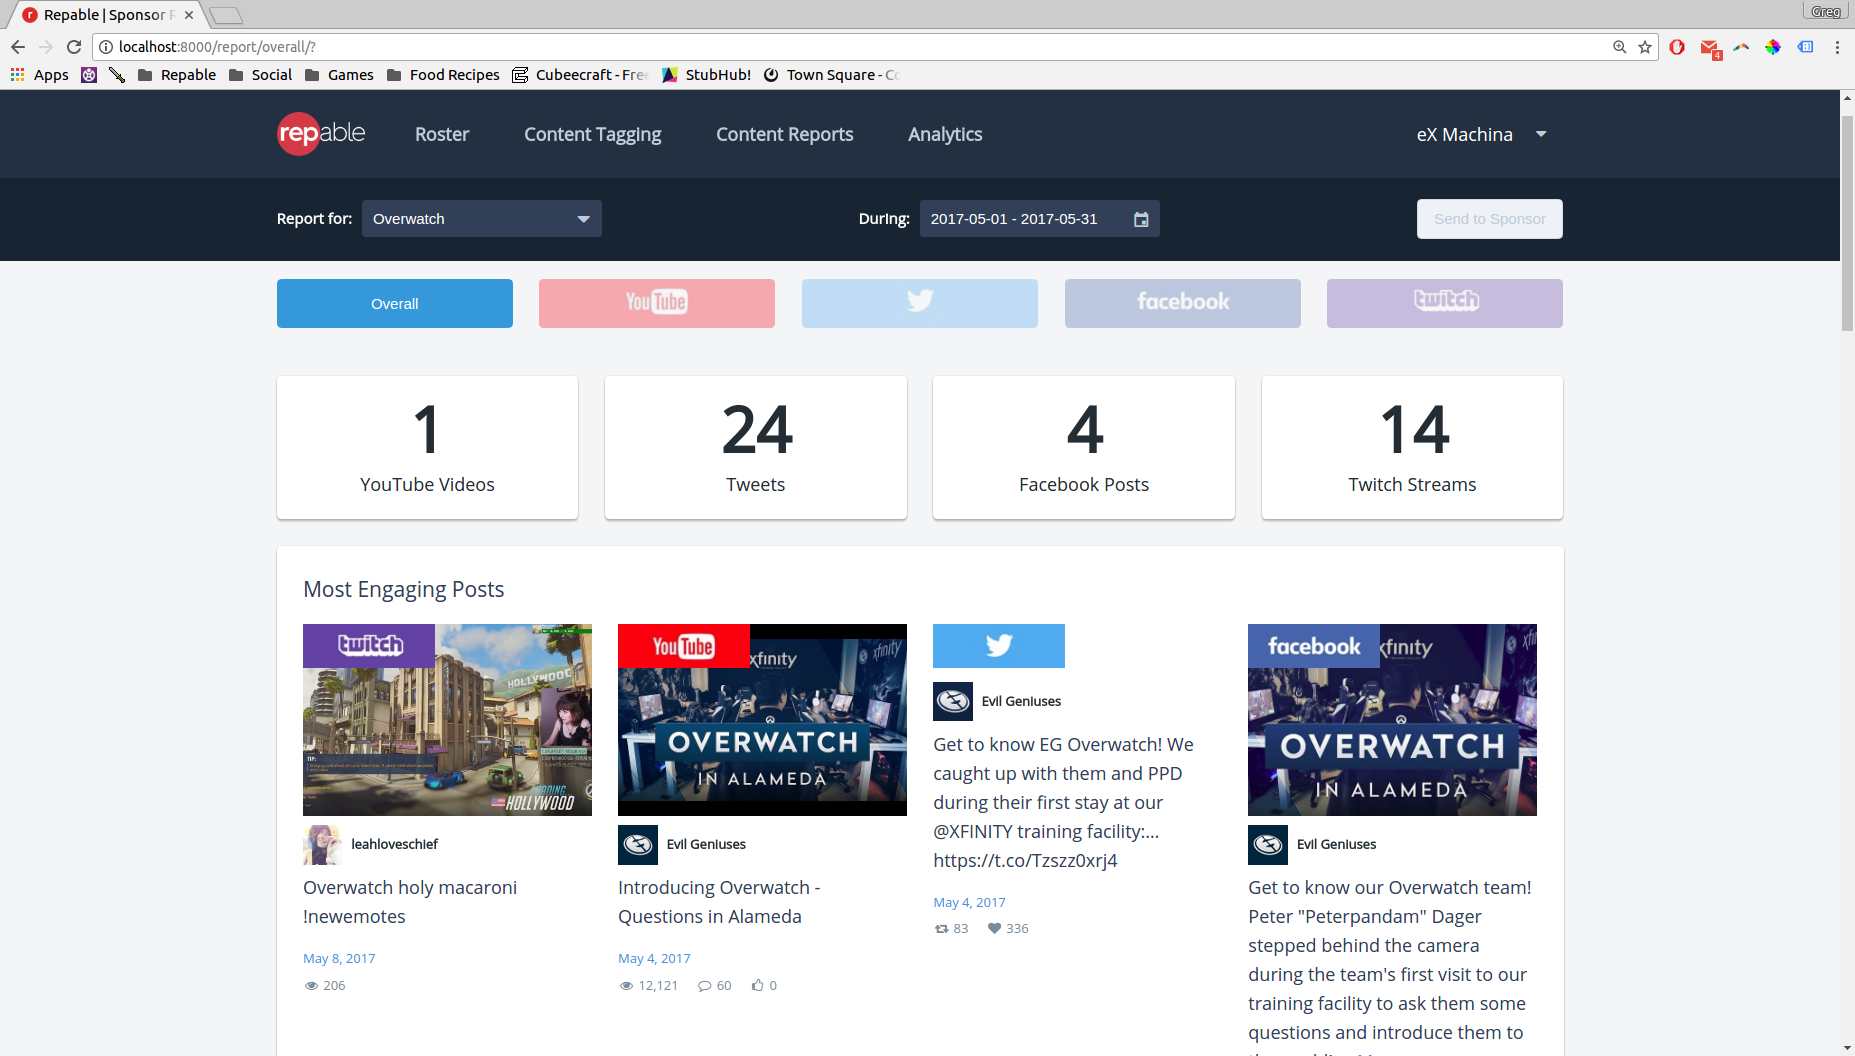 Repable | Sponsor R
Greg
localhost:8000/report/overall/?
4
Apps
Repable
Social
Games
Food Recipes
Cubeecraft - Free
StubHub!
Town Square - Co
repable
Roster
Content Tagging
Content Reports
Analytics
eX Machina
Report for:
Overwatch
During:
2017-05-01 - 2017-05-31
Send to Sponsor
Overall
YouTube
facebook
twitch
1
YouTube Videos
24
Tweets
4
Facebook Posts
14
Twitch Streams
Most Engaging Posts
twitch
HOLLYWOOD
TIP:
HOLLYWOOD
leahloveschief
Overwatch holy macaroni
!newemotes
May 8, 2017
206
YouTube
xfinity
xfinity
OVERWATCH
IN ALAMEDA
Evil Geniuses
Introducing Overwatch -
Questions in Alameda
May 4, 2017
12,121
60
0
Evil Geniuses
Get to know EG Overwatch! We
caught up with them and PPD
during their first stay at our
@XFINITY training facility:...
https://t.co/Tzszz0xrj4
May 4, 2017
83
336
facebook
xfinity
OVERWATCH
IN ALAMEDA
Evil Geniuses
Get to know our Overwatch team!
Peter "Peterpandam" Dager
stepped behind the camera
during the team's first visit to our
training facility to ask them some
questions and introduce them to